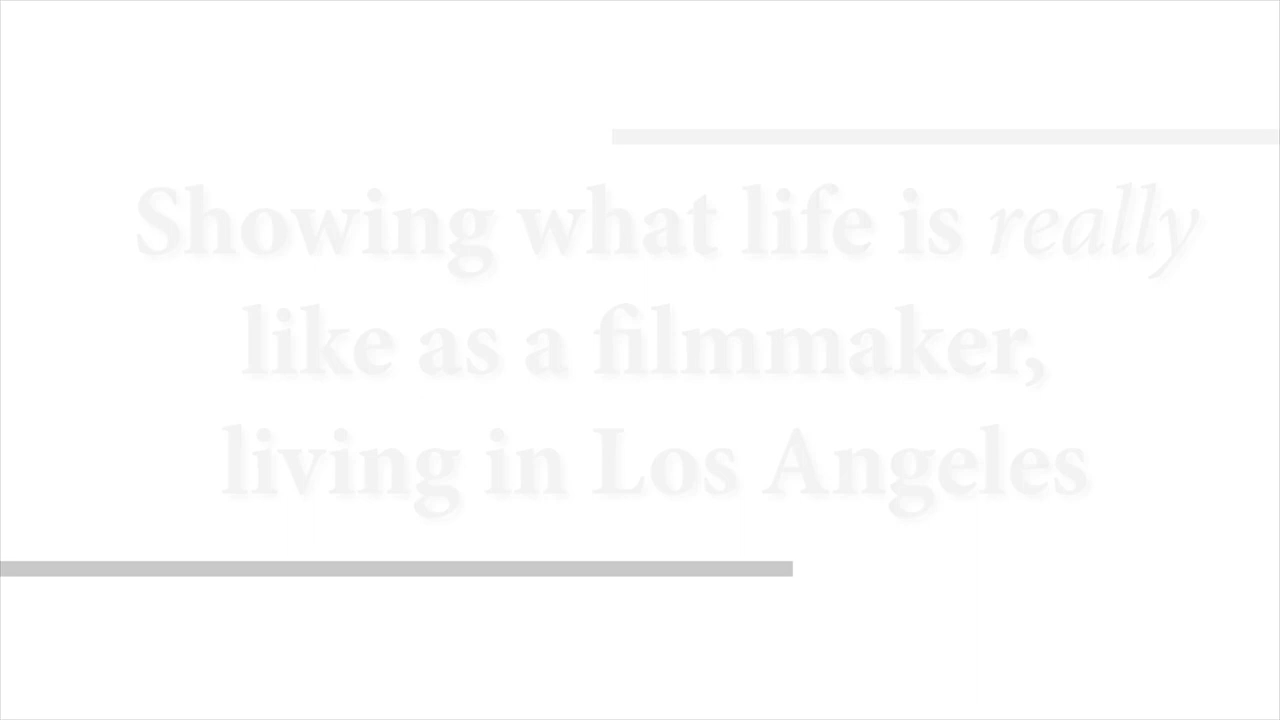 Showing what life is really
like as a filmmaker,
living in Los Angeles